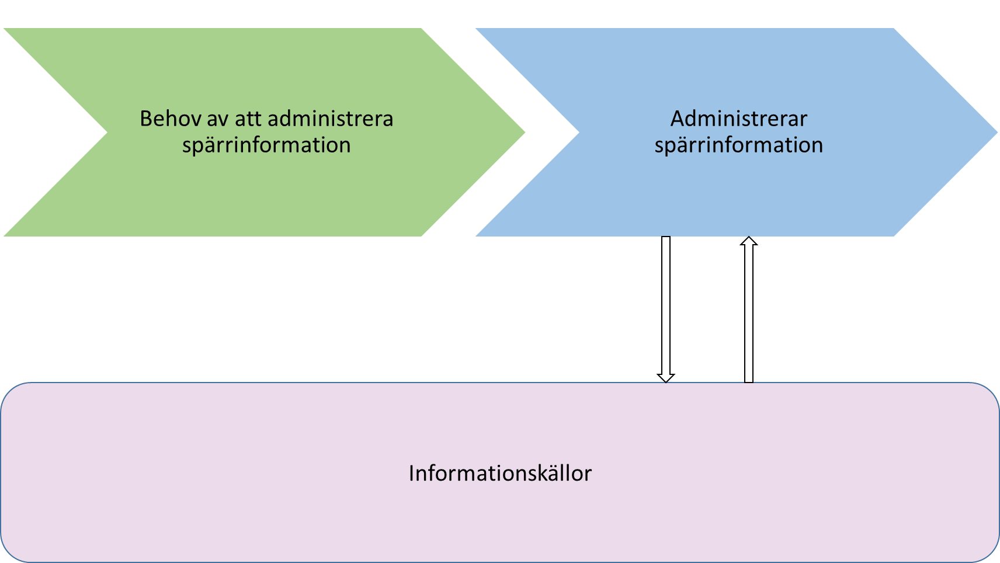 Behov av att administrera
spärrinformation
Administrerar
spärrinformation
Informationskällor